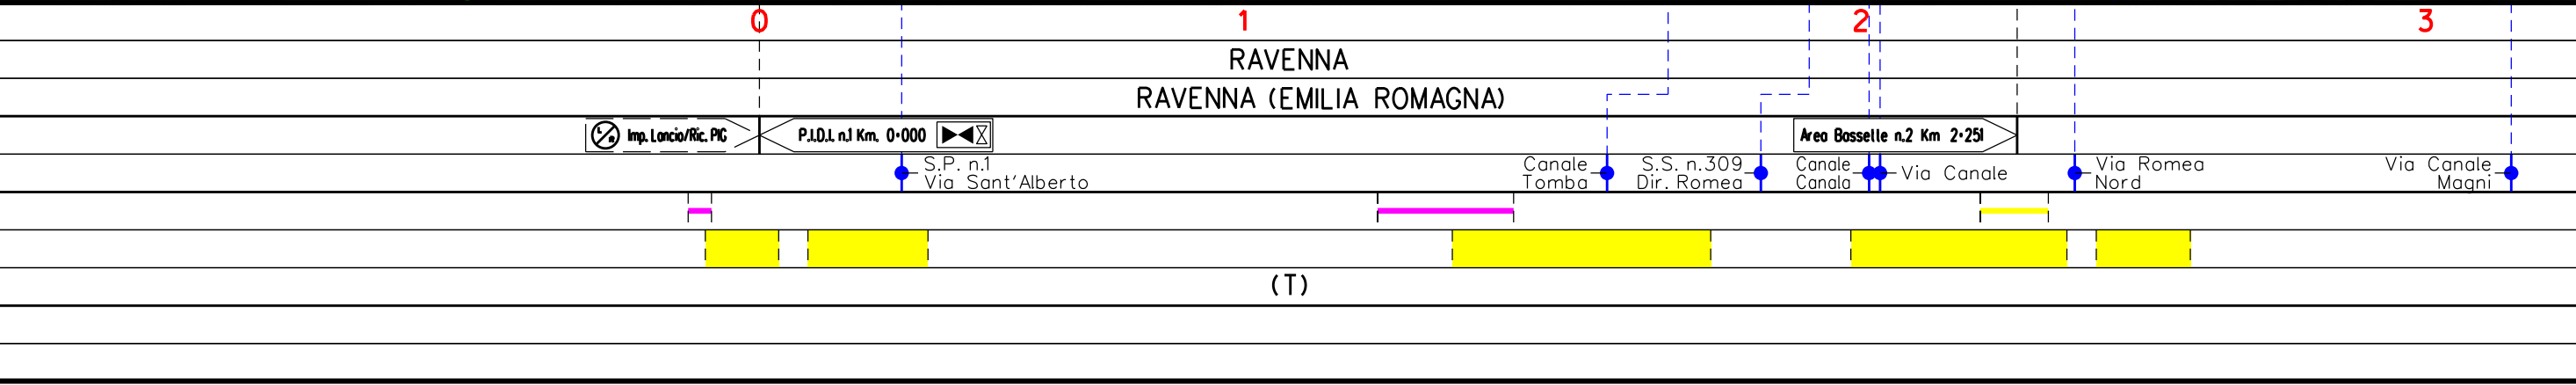 0 1 2 3
RAVENNA
RAVENNA (EMILIA ROMAGNA)
Imp. Lancio/Ric. PIG
P.I.D.I. n.1 Km. 0+000
Area Bosselle n.2 Km 2+251
S.P. n.1
Via Sant'Alberto
Canale
Tomba
S.S. n.309
Dir. Romea
Canale
Canala
Via Canale
Via Romea
Nord
Via Canale
Magni
(T)